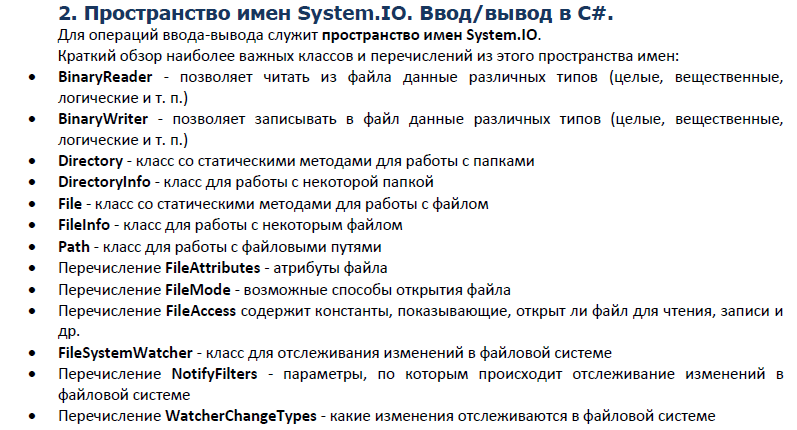 2. Пространство имен System.IO. Ввод/вывод в C#.
Для операций ввода-вывода служит пространство имен System.IO.
Краткий обзор наиболее важных классов и перечислений из этого пространства имен:
• BinaryReader - позволяет читать из файла данные различных типов (целые, вещественные,
логические и т. п.)
• BinaryWriter - позволяет записывать в файл данные различных типов (целые, вещественные,
логические и т. п.)
• Directory - класс со статическими методами для работы с папками
• DirectoryInfo - класс для работы с некоторой папкой
• File - класс со статическими методами для работы с файлом
• FileInfo - класс для работы с некоторым файлом
• Path - класс для работы с файловыми путями
• Перечисление FileAttributes - атрибуты файла
• Перечисление FileMode - возможные способы открытия файла
• Перечисление FileAccess содержит константы, показывающие, открыт ли файл для чтения, записи и
др.
• FileSystemWatcher - класс для отслеживания изменений в файловой системе
• Перечисление NotifyFilters - параметры, по которым происходит отслеживание изменений в
файловой системе
• Перечисление WatcherChangeTypes - какие изменения отслеживаются в файловой системе